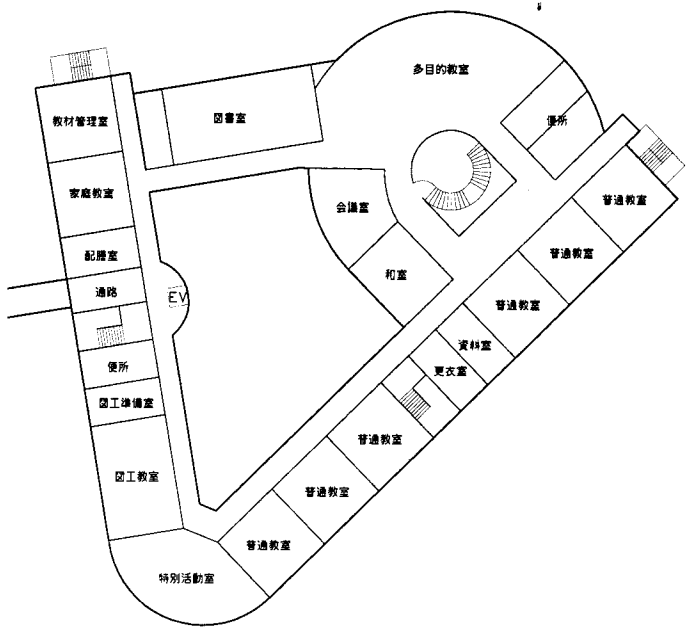 多目的教室
教材管理室
図書室
便所
家庭教室
会議室
普通教室
配膳室
和室
普通教室
通路
EV
普通教室
資料室
便所
更衣室
図工準備室
普通教室
図工教室
普通教室
普通教室
特別活動室